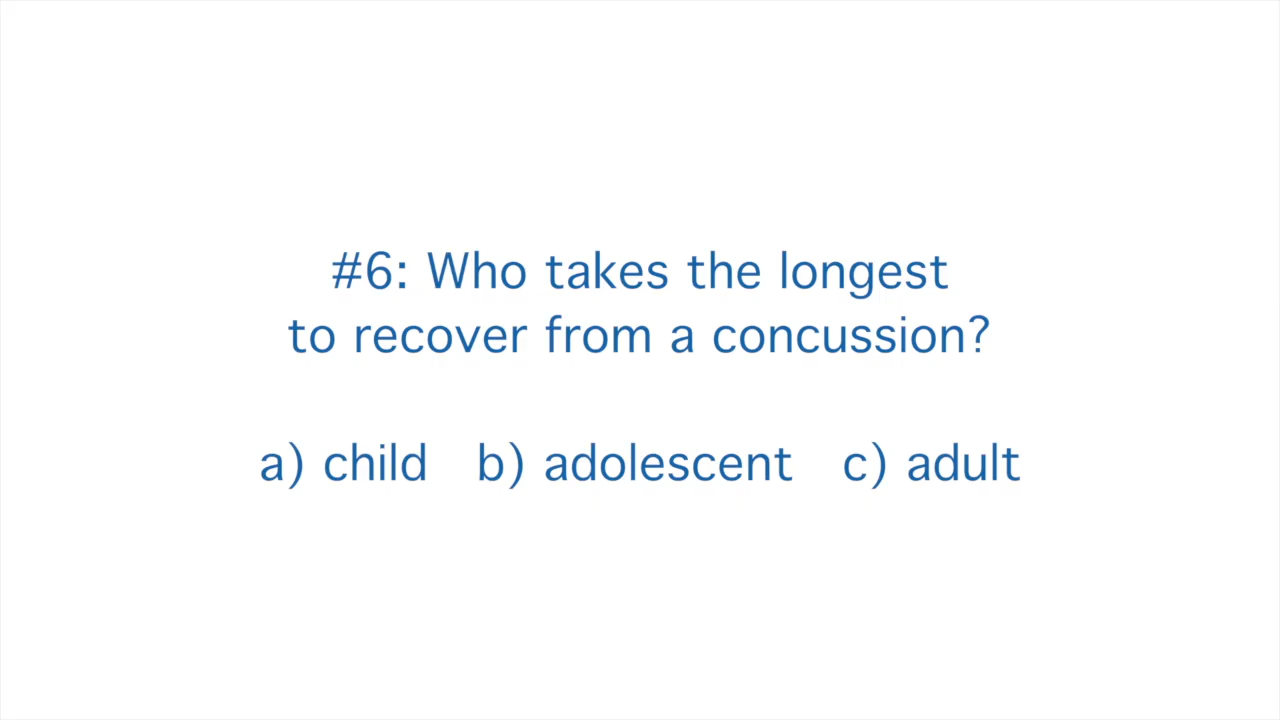 #6: Who takes the longest
to recover from a concussion?
a) child b) adolescent c) adult